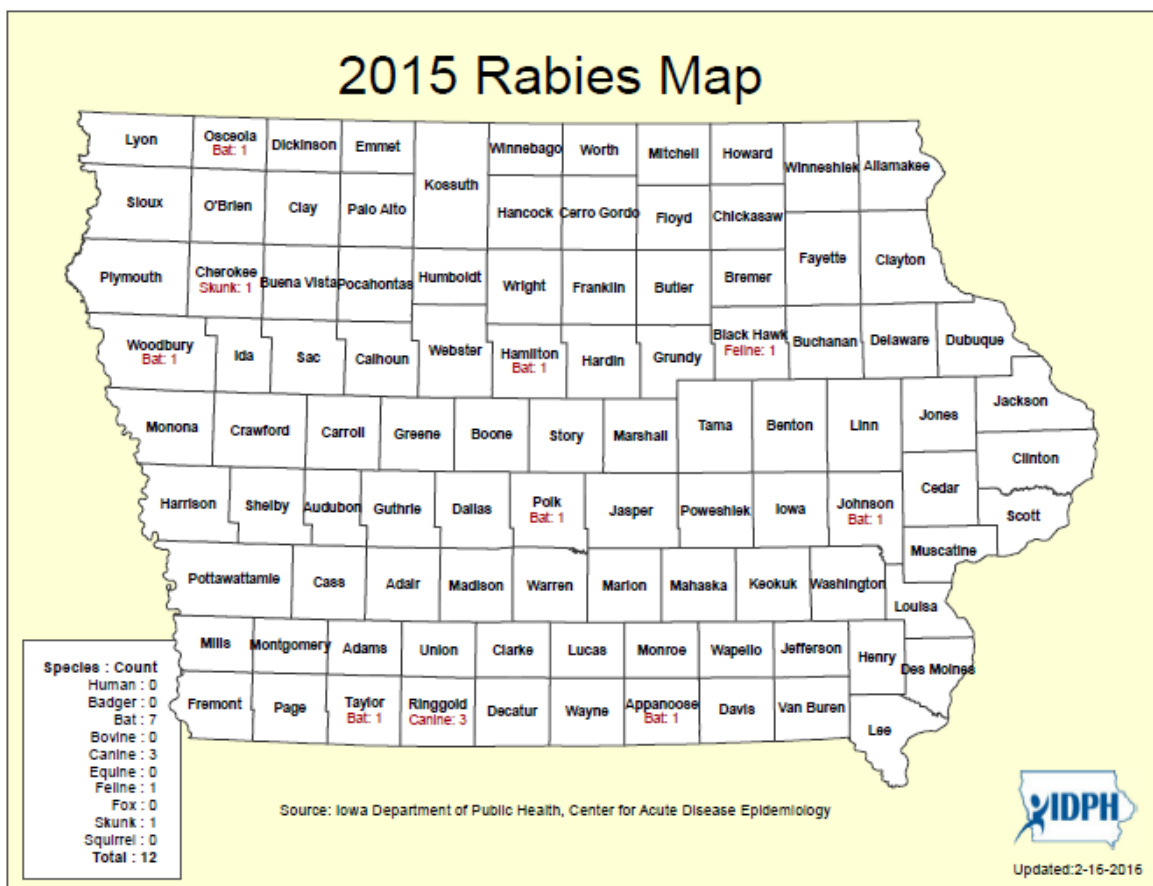 2015 Rabies Map
Lyon
Osceola
Bat: 1
Dickinson
Emmet
Kossuth
Winnebago
Worth
Mitchell
Howard
Winneshiek
Allamakee
Sioux
O'Brien
Clay
Palo Alto
Hancock
Cerro Gordo
Floyd
Chickasaw
Fayette
Clayton
Plymouth
Cherokee
Skunk: 1
Buena Vista
Pocahontas
Humboldt
Wright
Franklin
Butler
Bremer
Woodbury
Bat: 1
Ida
Sac
Calhoun
Webster
Hamilton
Bat: 1
Hardin
Grundy
Black Hawk
Feline: 1
Buchanan
Delaware
Dubuque
Monona
Crawford
Carroll
Greene
Boone
Story
Marshall
Tama
Benton
Linn
Jones
Jackson
Clinton
Harrison
Shelby
Audubon
Guthrie
Dallas
Polk
Bat: 1
Jasper
Poweshiek
Iowa
Johnson
Bat: 1
Cedar
Scott
Muscatine
Pottawattamie
Cass
Adair
Madison
Warren
Marion
Mahaska
Keokuk
Washington
Louisa
Mills
Montgomery
Adams
Union
Clarke
Lucas
Monroe
Wapello
Jefferson
Henry
Des Moines
Fremont
Page
Taylor
Bat: 1
Ringgold
Canine: 3
Decatur
Wayne
Appanoose
Bat: 1
Davis
Van Buren
Lee
Species : Count
Human : 0
Badger : 0
Bat : 7
Bovine : 0
Canine : 3
Equine : 0
Feline : 1
Fox : 0
Skunk : 1
Squirrel : 0
Total : 12
Source: Iowa Department of Public Health, Center for Acute Disease Epidemiology
IDPH
Updated:2-16-2016